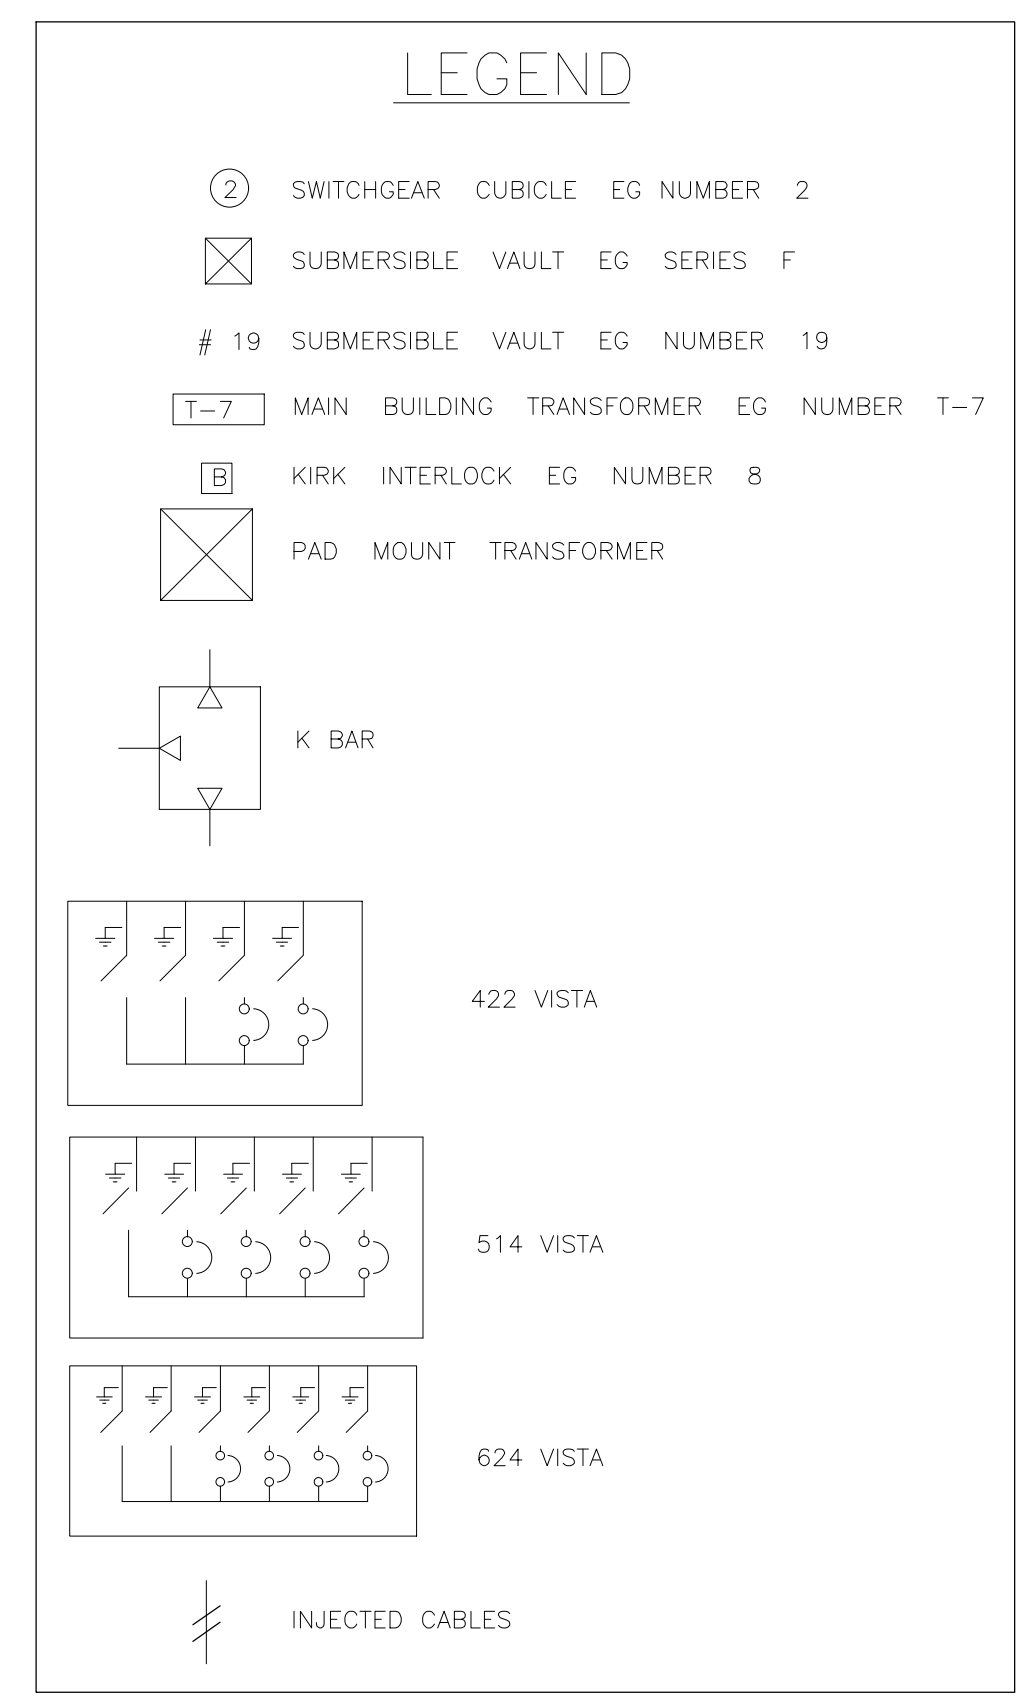 LEGEND
2 SWITCHGEAR CUBICLE EG NUMBER 2
SUBMERSIBLE VAULT EG SERIES F
# 19 SUBMERSIBLE VAULT EG NUMBER 19
T-7 MAIN BUILDING TRANSFORMER EG NUMBER T-7
B KIRK INTERLOCK EG NUMBER 8
PAD MOUNT TRANSFORMER
K BAR
422 VISTA
514 VISTA
624 VISTA
INJECTED CABLES